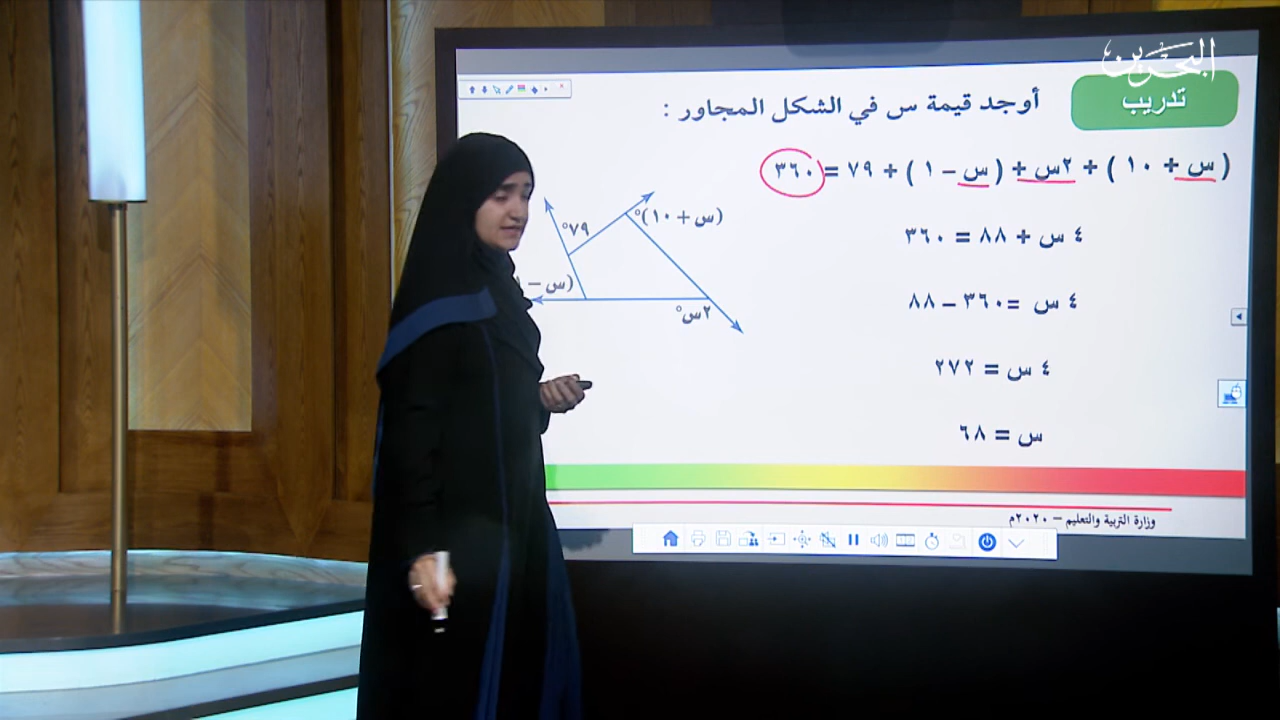 البحرين
تدريب
أوجد قيمة س في الشكل المجاور :
( س + ١٠ ) + ٢س + ( س – ١ ) + ٧٩ = ٣٦٠
٤ س + ٨٨ = ٣٦٠
٤ س = ٣٦٠ – ٨٨
٤ س = ٢٧٢
س = ٦٨
(س + ١٠)°
٧٩°
(س – ١
٢س°
وزارة التربية والتعليم – ٢٠٢٠م